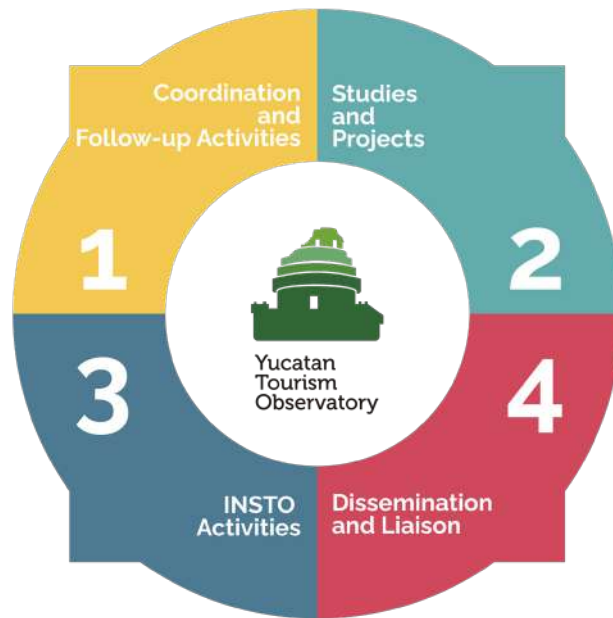 Coordination
and
Follow-up Activities
1
Studies
and
Projects
2
Yucatan
Tourism
Observatory
3
INSTO
Activities
4
Dissemination
and Liaison